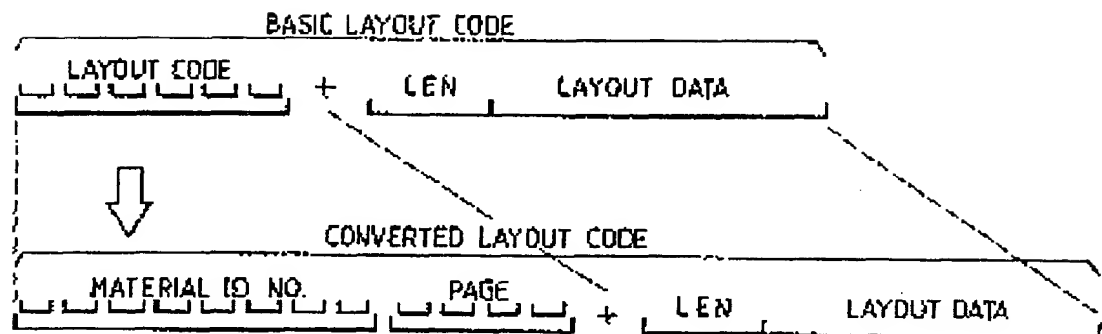 BASIC LAYOUT CODE
LAYOUT CODE + LEN LAYOUT DATA
CONVERTED LAYOUT CODE
MATERIAL ID NO. PAGE + LEN LAYOUT DATA